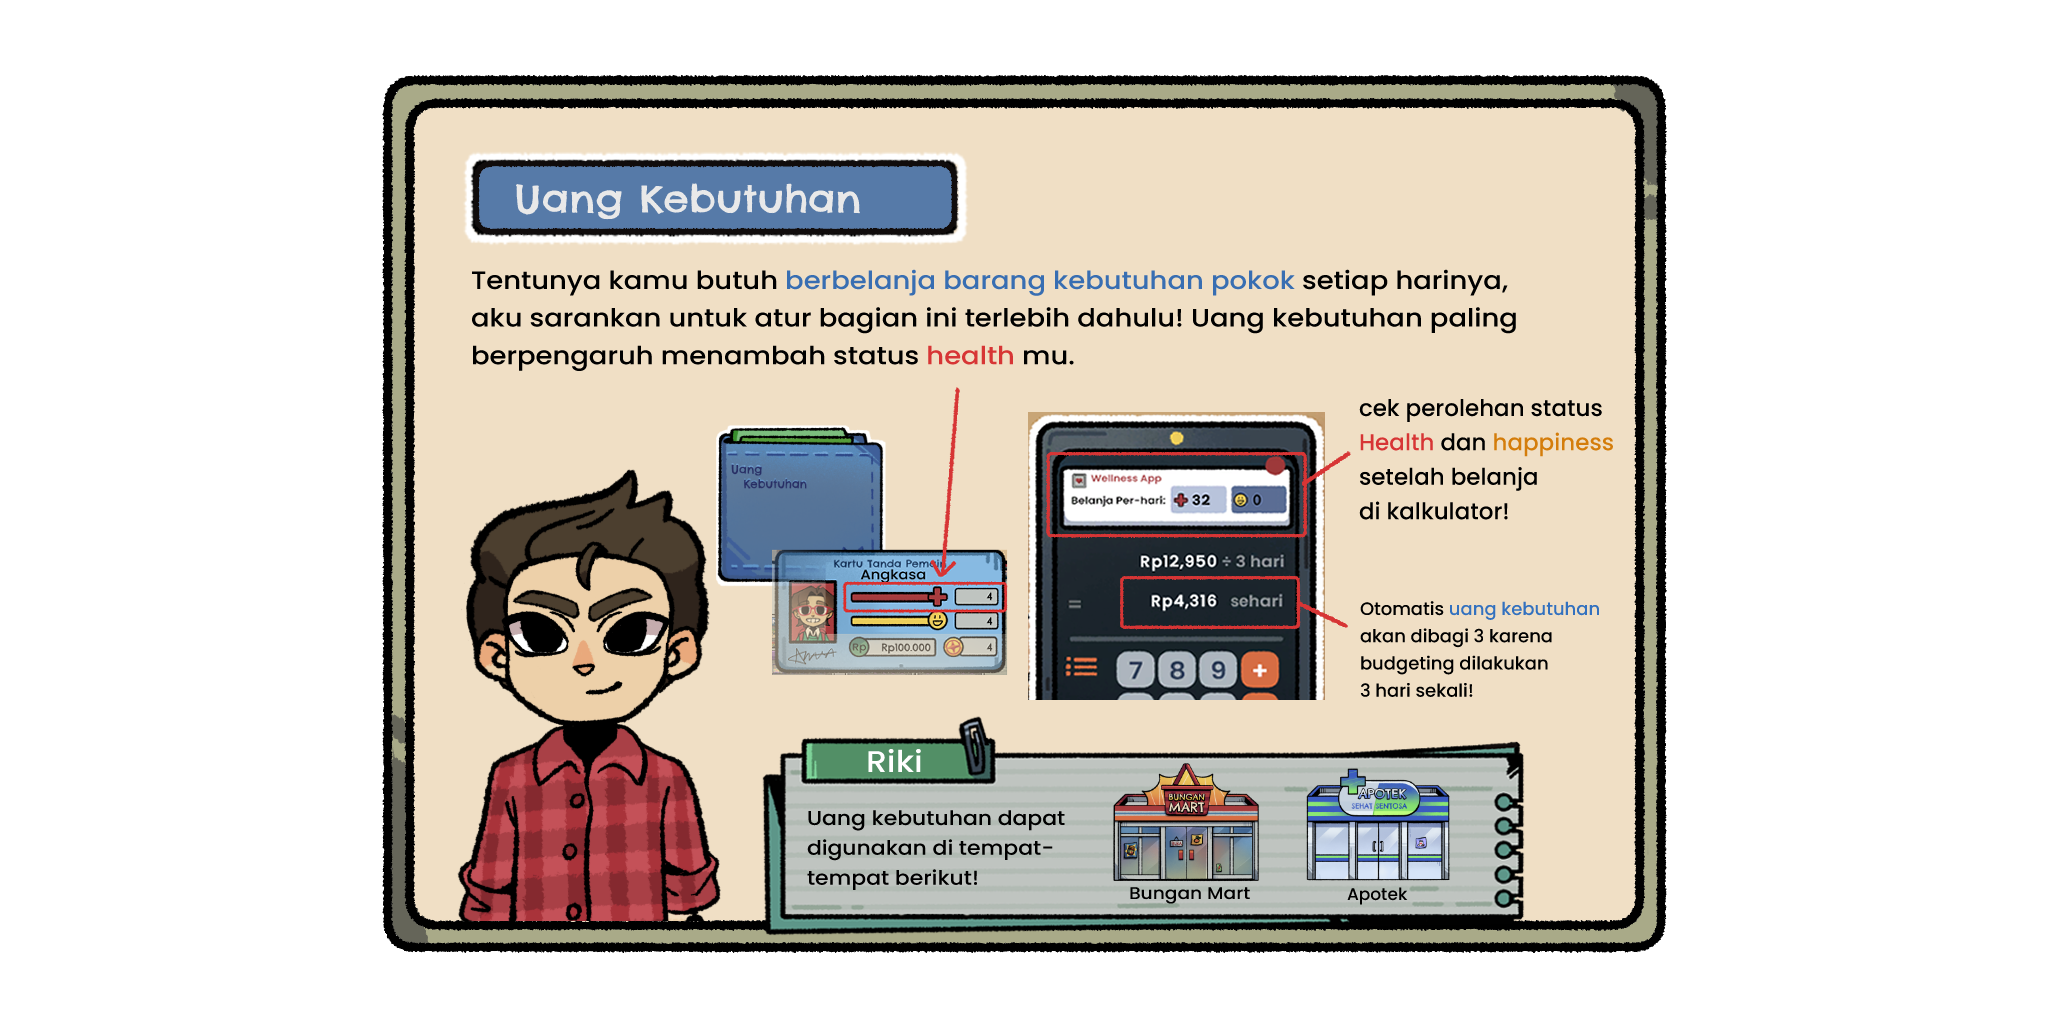 Uang Kebutuhan
Tentunya kamu butuh berbelanja barang kebutuhan pokok setiap harinya,
aku sarankan untuk atur bagian ini terlebih dahulu! Uang kebutuhan paling
berpengaruh menambah status health mu.
Uang
Kebutuhan
Kartu Tanda Pemain
Angkasa
4
4
Rp Rp100.000 4
Wellness App
Belanja Per-hari: 32 0
Rp12,950 ÷ 3 hari
= Rp4,316 sehari
7 8 9 +
cek perolehan status
Health dan happiness
setelah belanja
di kalkulator!
Otomatis uang kebutuhan
akan dibagi 3 karena
budgeting dilakukan
3 hari sekali!
Riki
Uang kebutuhan dapat
digunakan di tempat-
tempat berikut!
BUNGAN
MART
Bungan Mart
APOTEK
SEHAT SENTOSA
Apotek